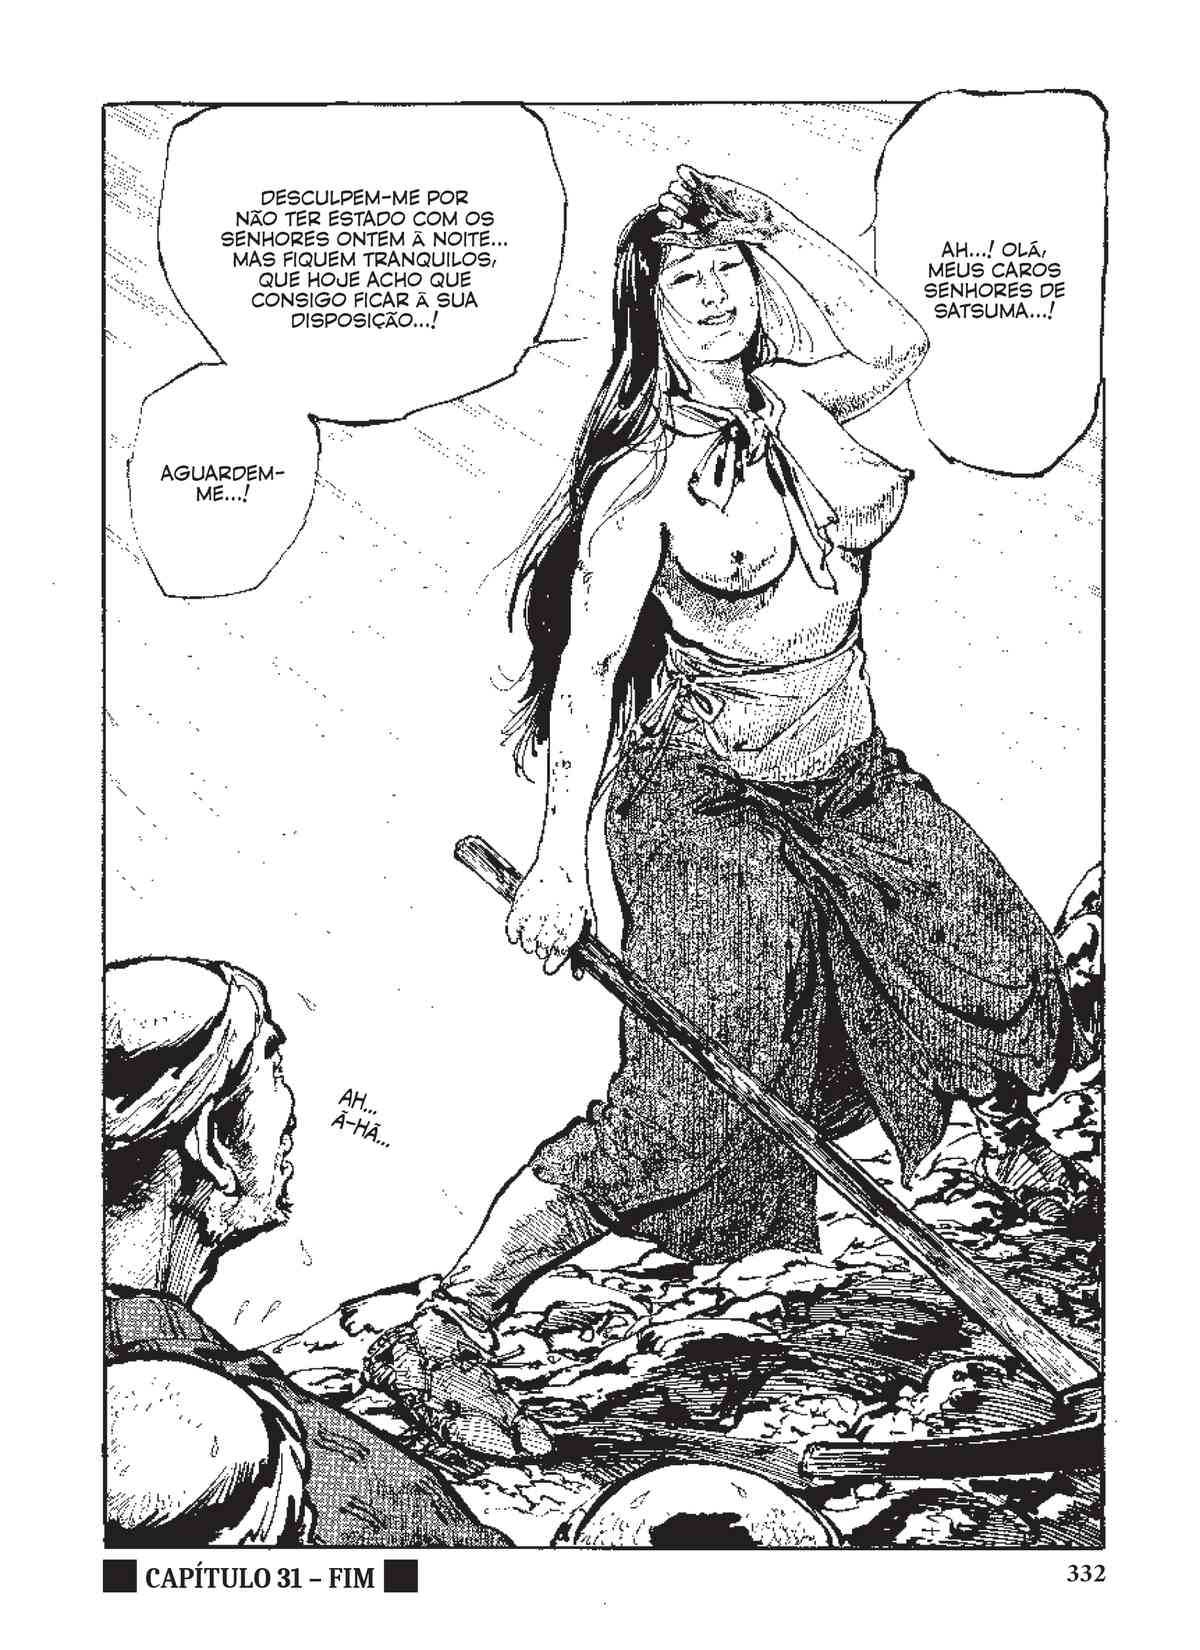 AH...! OLÁ,
MEUS CAROS
SENHORES DE
SATSUMA...!
DESCULPEM-ME POR
NÃO TER ESTADO COM OS
SENHORES ONTEM À NOITE...
MAS FIQUEM TRANQUILOS,
QUE HOJE ACHO QUE
CONSIGO FICAR À SUA
DISPOSIÇÃO...!
AGUARDEM-
ME...!
AH...
Ã-HÃ...
CAPÍTULO 31 – FIM
332